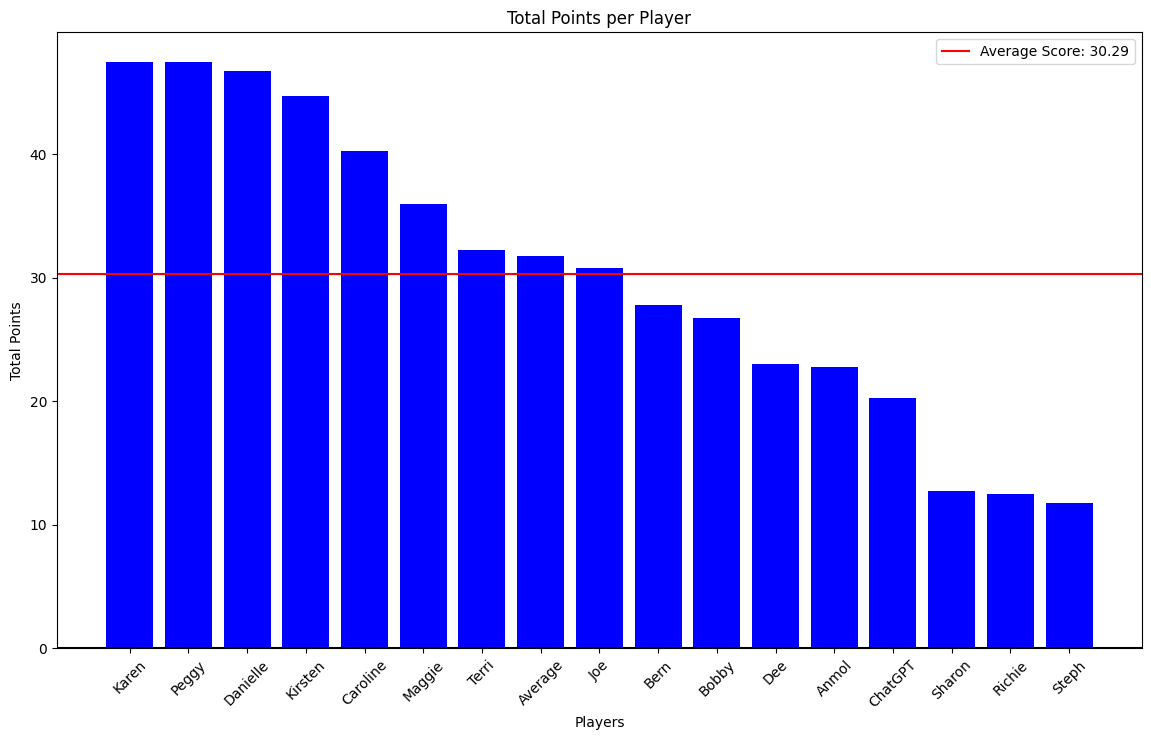 Total Points per Player
Average Score: 30.29
Total Points
40
30
20
10
0
Karen
Peggy
Danielle
Kirsten
Caroline
Maggie
Terri
Average
Joe
Bern
Bobby
Dee
Anmol
ChatGPT
Sharon
Richie
Steph
Players